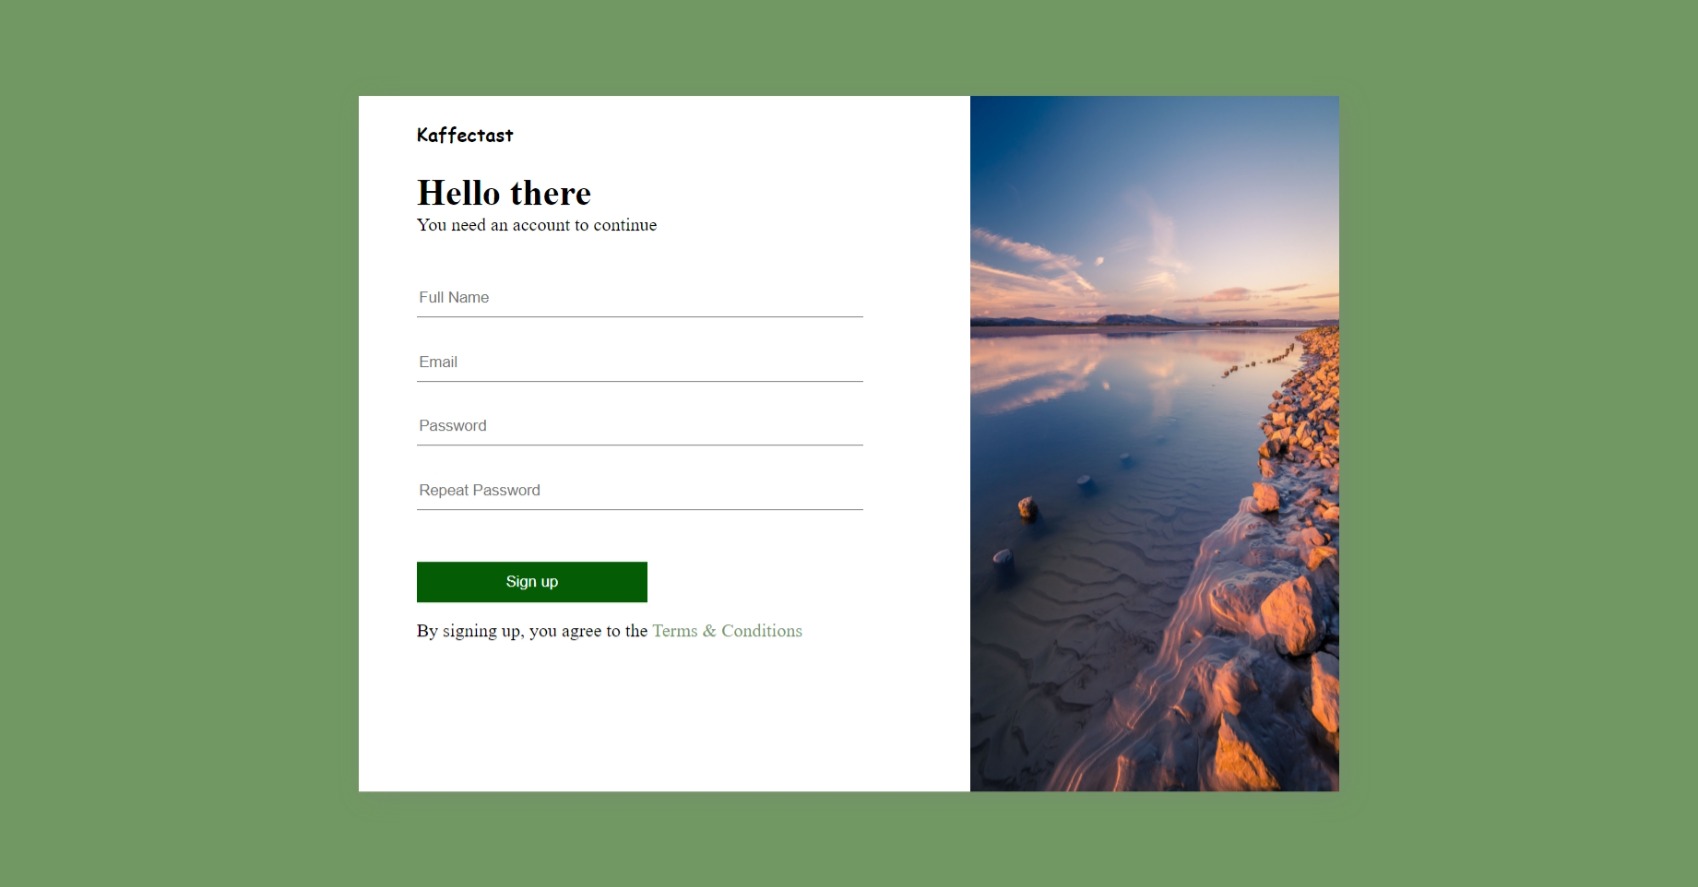 Kaffectast
Hello there
You need an account to continue
Full Name
Email
Password
Repeat Password
Sign up
By signing up, you agree to the Terms & Conditions